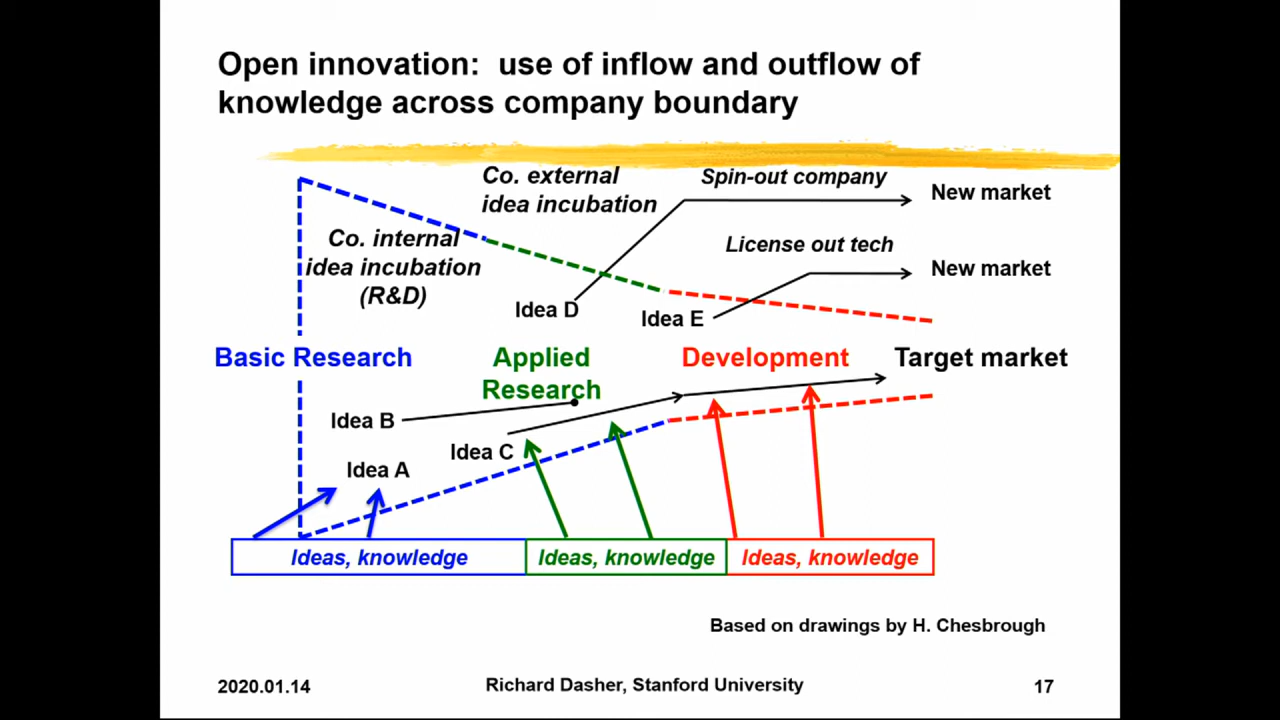 Open innovation:  use of inflow and outflow of
knowledge across company boundary
Co. external
idea incubation
Spin-out company
New market
Co. internal
idea incubation
(R&D)
License out tech
New market
Idea D
Idea E
Basic Research
Applied
Research
Development
Target market
Idea B
Idea C
Idea A
Ideas, knowledge
Ideas, knowledge
Ideas, knowledge
Based on drawings by H. Chesbrough
2020.01.14
Richard Dasher, Stanford University
17